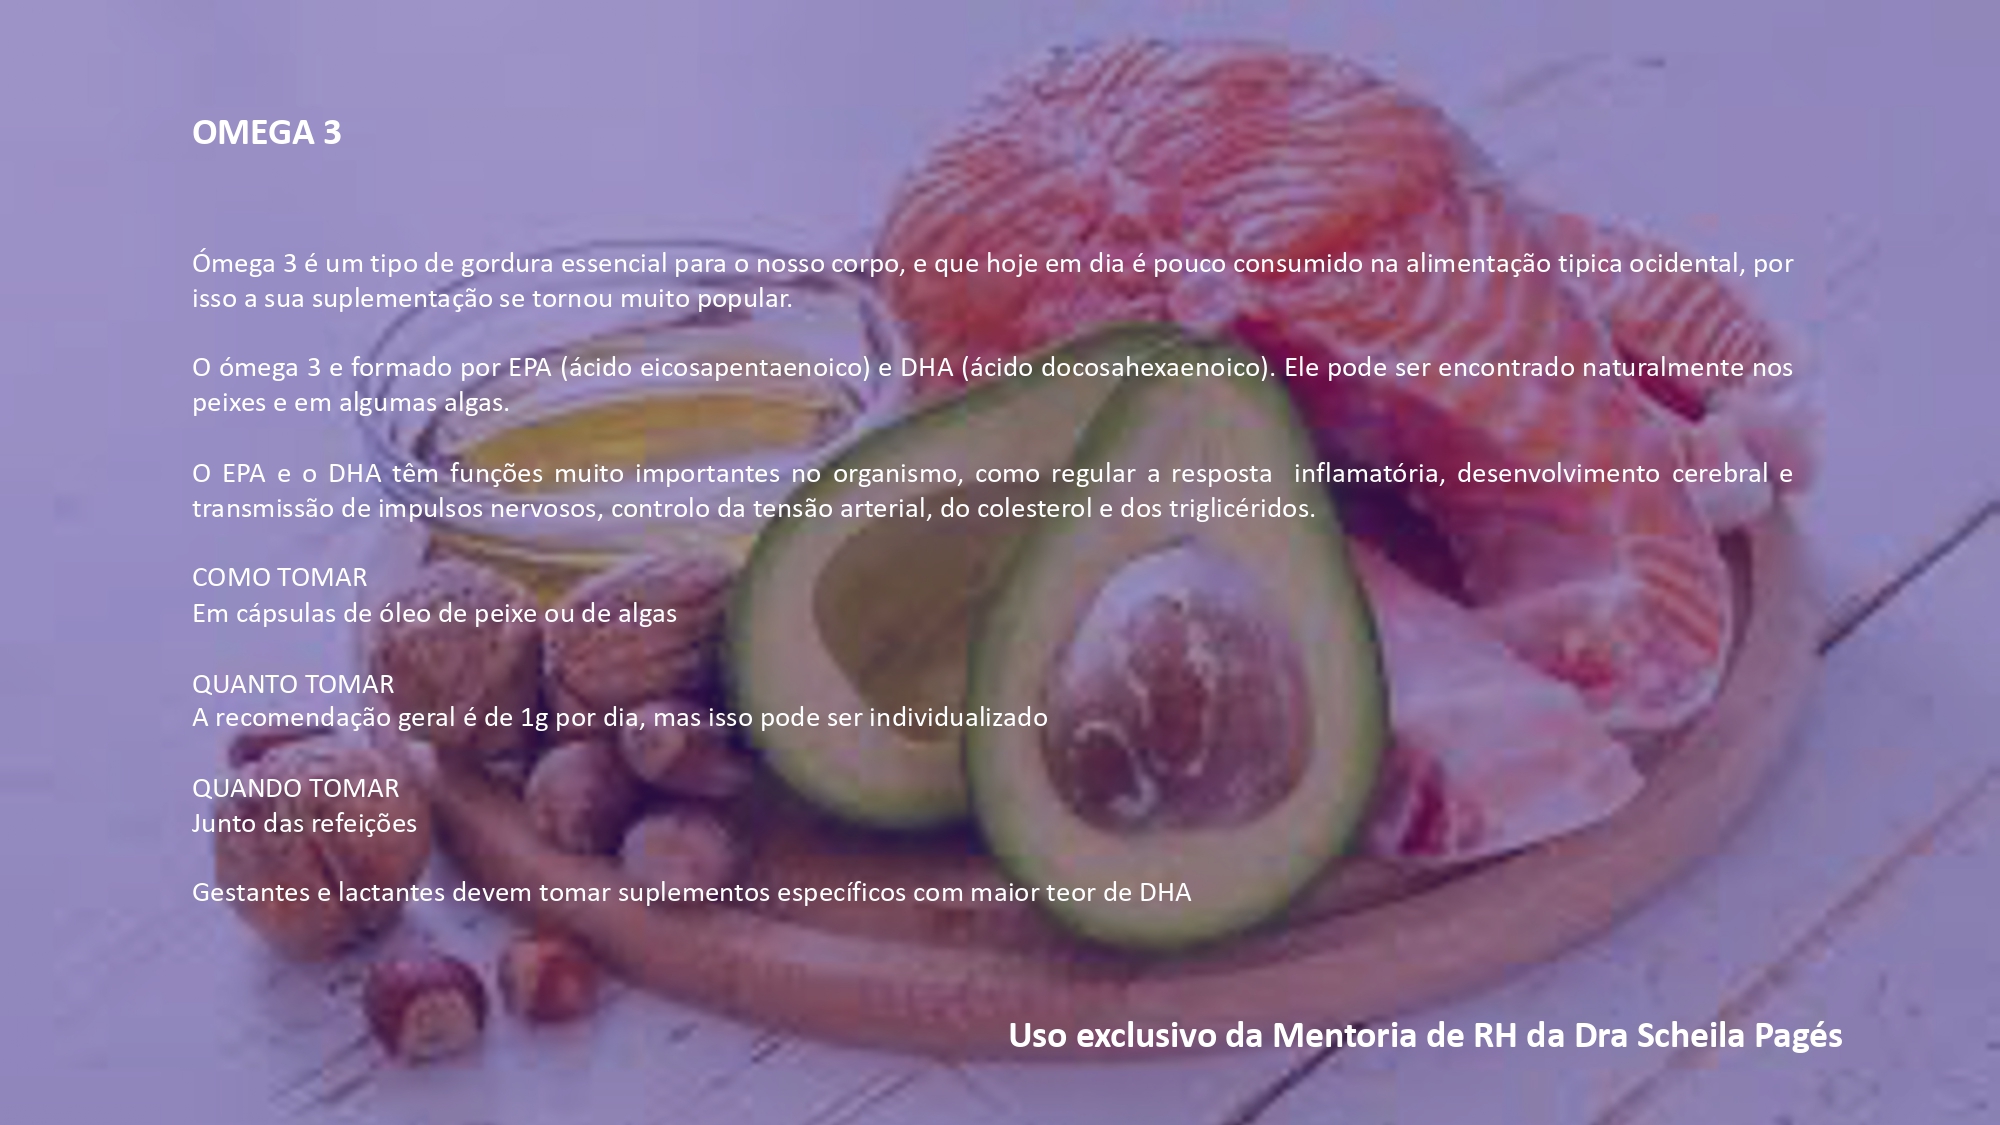 OMEGA 3
Ómega 3 é um tipo de gordura essencial para o nosso corpo, e que hoje em dia é pouco consumido na alimentação tipica ocidental, por
isso a sua suplementação se tornou muito popular.
O ómega 3 e formado por EPA (ácido eicosapentaenoico) e DHA (ácido docosahexaenoico). Ele pode ser encontrado naturalmente nos
peixes e em algumas algas.
O EPA e o DHA têm funções muito importantes no organismo, como regular a resposta inflamatória, desenvolvimento cerebral e
transmissão de impulsos nervosos, controlo da tensão arterial, do colesterol e dos triglicéridos.
COMO TOMAR
Em cápsulas de óleo de peixe ou de algas
QUANTO TOMAR
A recomendação geral é de 1g por dia, mas isso pode ser individualizado
QUANDO TOMAR
Junto das refeições
Gestantes e lactantes devem tomar suplementos específicos com maior teor de DHA
Uso exclusivo da Mentoria de RH da Dra Scheila Pagés